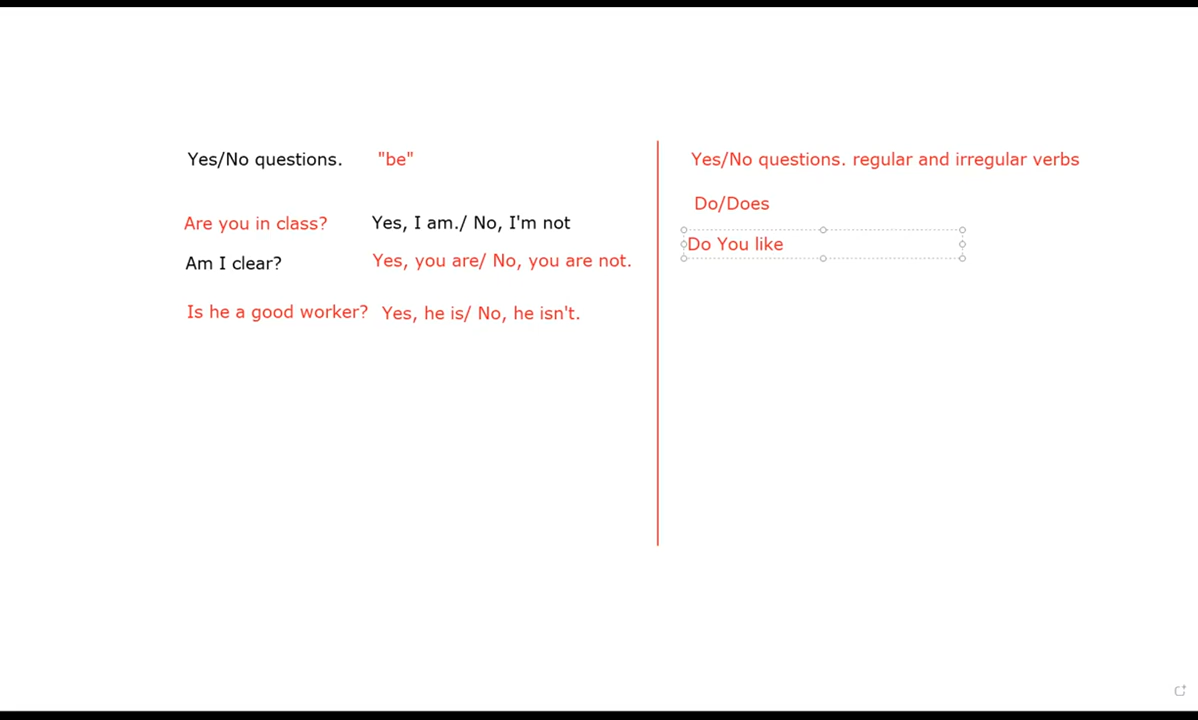 Yes/No questions. "be"
Are you in class? Yes, I am./ No, I'm not
Am I clear? Yes, you are/ No, you are not.
Is he a good worker? Yes, he is/ No, he isn't.
Yes/No questions. regular and irregular verbs
Do/Does
Do You like